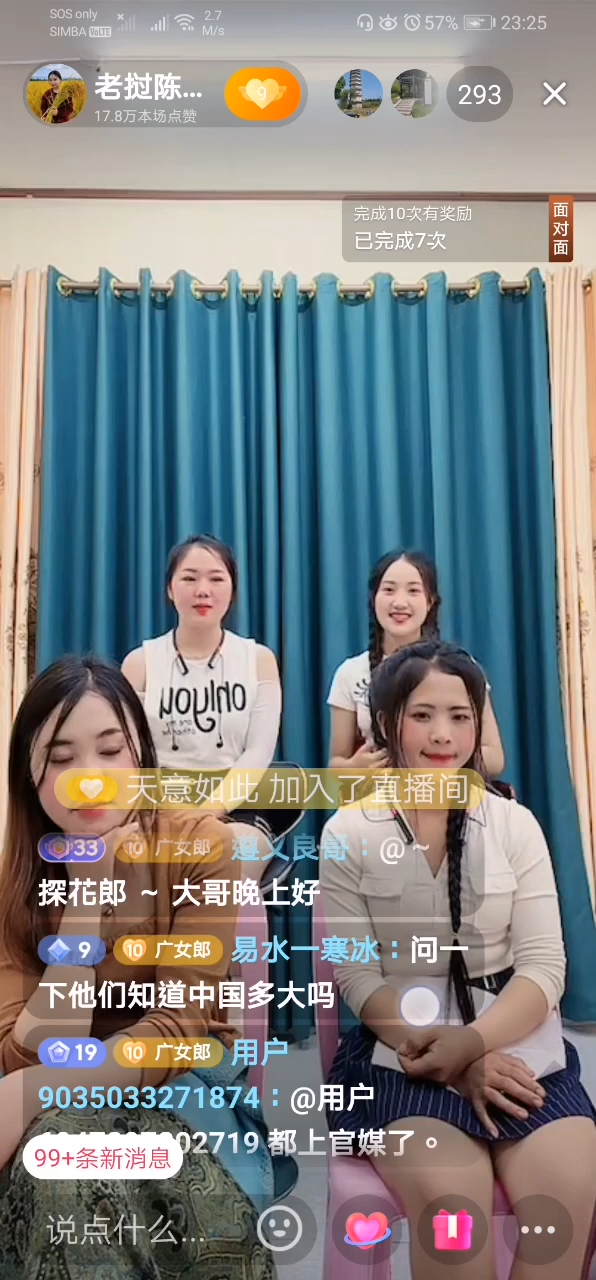 SOS only
2.7
SIMBA VoLTE
M/s
57%
23:25
老挝陈...
9
17.8万本场点赞
293
完成10次有奖励
已完成7次
面对面
onlyou
天意如此 加入了直播间
33 10 广女郎 遵义良哥：@~
探花郎 ~ 大哥晚上好
9 10 广女郎 易水一寒冰：问一
下他们知道中国多大吗
19 10 广女郎 用户
9035033271874：@用户
02719 都上官媒了。
99+条新消息
说点什么...